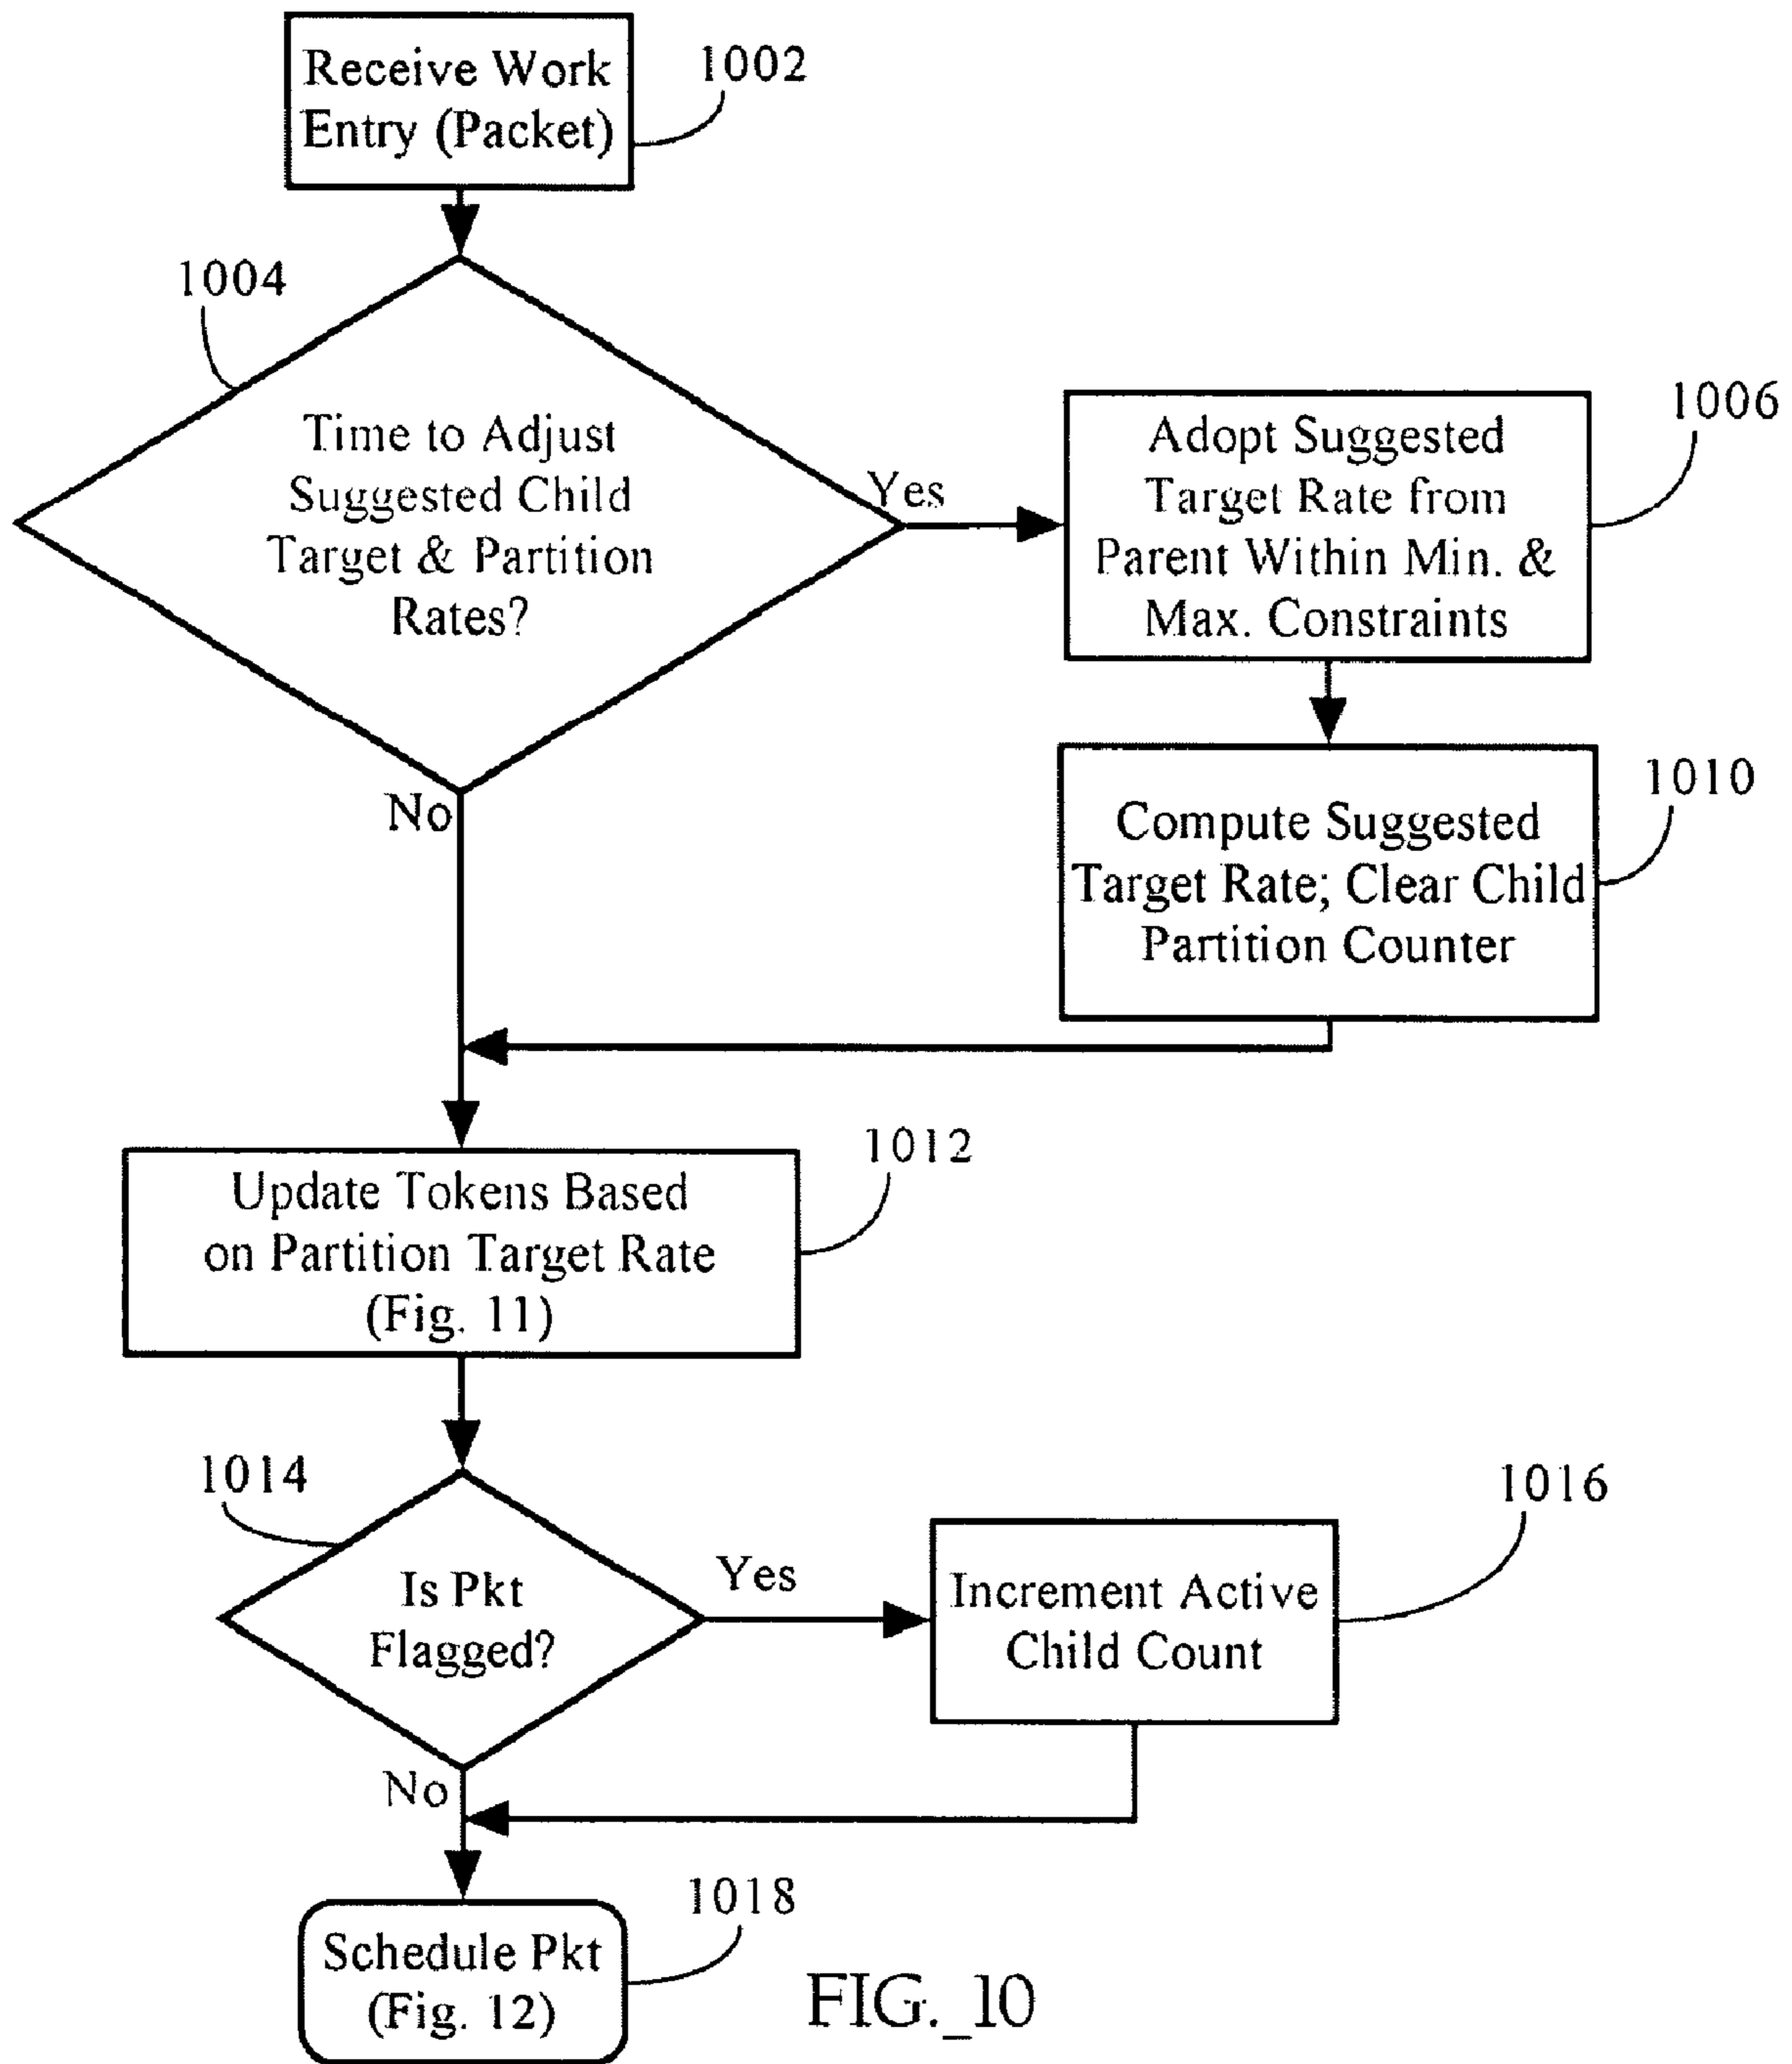 Receive Work
Entry (Packet)
1002
1004
Time to Adjust
Suggested Child
Target & Partition
Rates?
Yes
No
Adopt Suggested
Target Rate from
Parent Within Min. &
Max. Constraints
1006
Compute Suggested
Target Rate; Clear Child
Partition Counter
1010
Update Tokens Based
on Partition Target Rate
(Fig. 11)
1012
1014
Is Pkt
Flagged?
Yes
No
Increment Active
Child Count
1016
Schedule Pkt
(Fig. 12)
1018
FIG._10